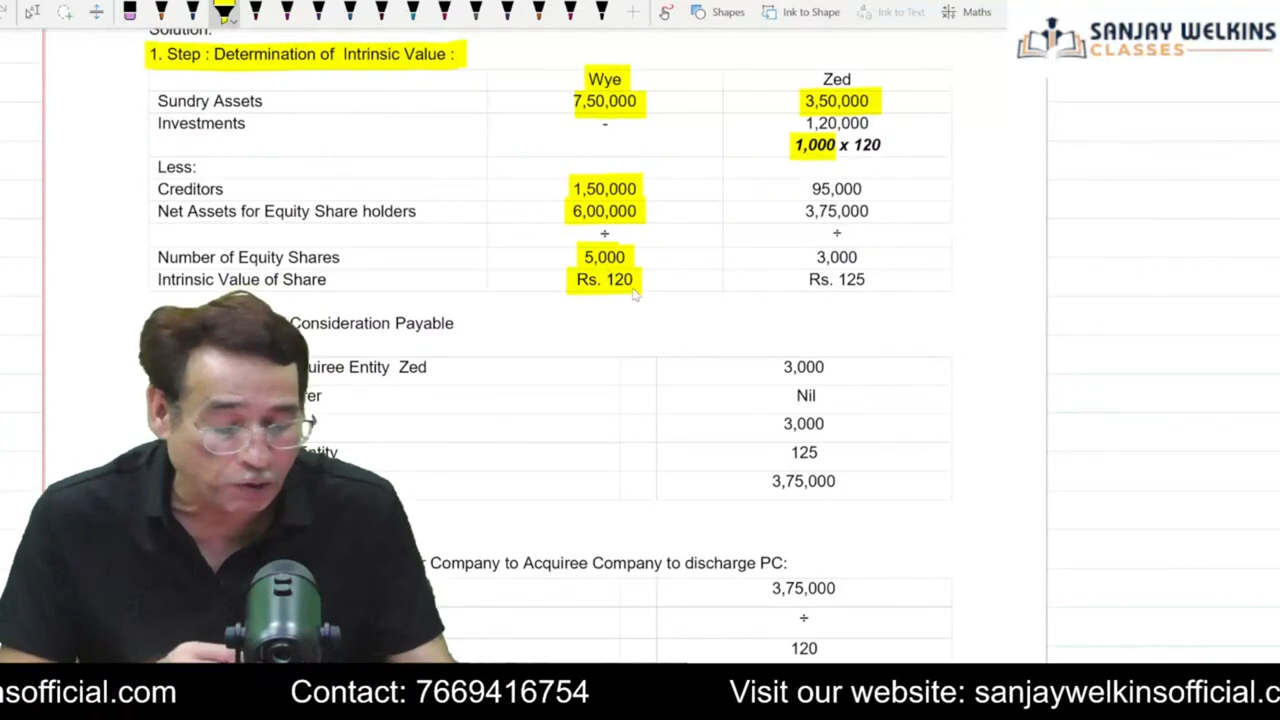 Shapes Ink to Shape Ink to Text Maths
SANJAY WELKINS
CLASSES
Solution:
1. Step : Determination of Intrinsic Value :
Wye Zed
Sundry Assets 7,50,000 3,50,000
Investments - 1,20,000
1,000 x 120
Less:
Creditors 1,50,000 95,000
Net Assets for Equity Share holders 6,00,000 3,75,000
÷ ÷
Number of Equity Shares 5,000 3,000
Intrinsic Value of Share Rs. 120 Rs. 125
Consideration Payable
Entity Zed 3,000
Nil
3,000
125
3,75,000
Company to Acquiree Company to discharge PC:
3,75,000
÷
120
nsofficial.com Contact: 7669416754 Visit our website: sanjaywelkinsofficial.c